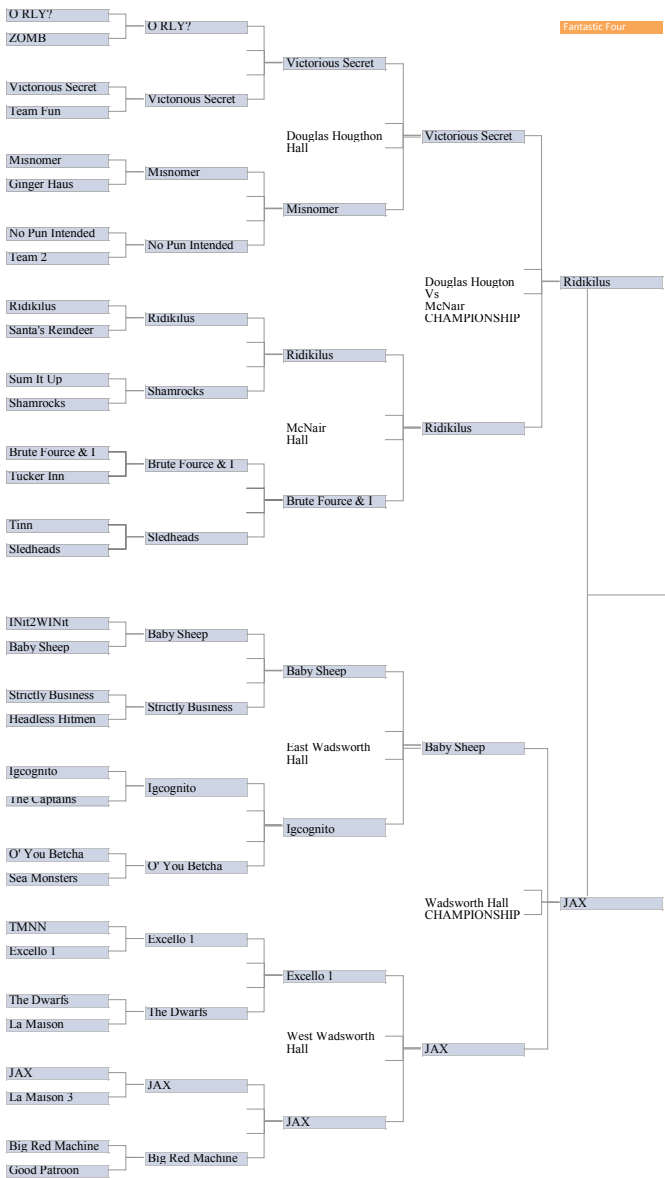 O RLY?
ZOMB
Victorious Secret
Team Fun
Misnomer
Ginger Haus
No Pun Intended
Team 2
Ridikilus
Santa's Reindeer
Sum It Up
Shamrocks
Brute Fource & I
Tucker Inn
Tinn
Sledheads
INit2WINit
Baby Sheep
Strictly Business
Headless Hitmen
Igcognito
The Captains
O' You Betcha
Sea Monsters
TMNN
Excello 1
The Dwarfs
La Maison
JAX
La Maison 3
Big Red Machine
Good Patroon
O RLY?
Victorious Secret
Misnomer
No Pun Intended
Ridikilus
Shamrocks
Brute Fource & I
Sledheads
Baby Sheep
Strictly Business
Igcognito
O' You Betcha
Excello 1
The Dwarfs
JAX
Big Red Machine
Victorious Secret
Douglas Hougthon
Hall
Misnomer
Ridikilus
McNair
Hall
Brute Fource & I
Baby Sheep
East Wadsworth
Hall
Igcognito
Excello 1
West Wadsworth
Hall
JAX
Victorious Secret
Douglas Hougton
Vs
McNair
CHAMPIONSHIP
Ridikilus
Baby Sheep
Wadsworth Hall
CHAMPIONSHIP
JAX
Fantastic Four
Ridikilus
JAX